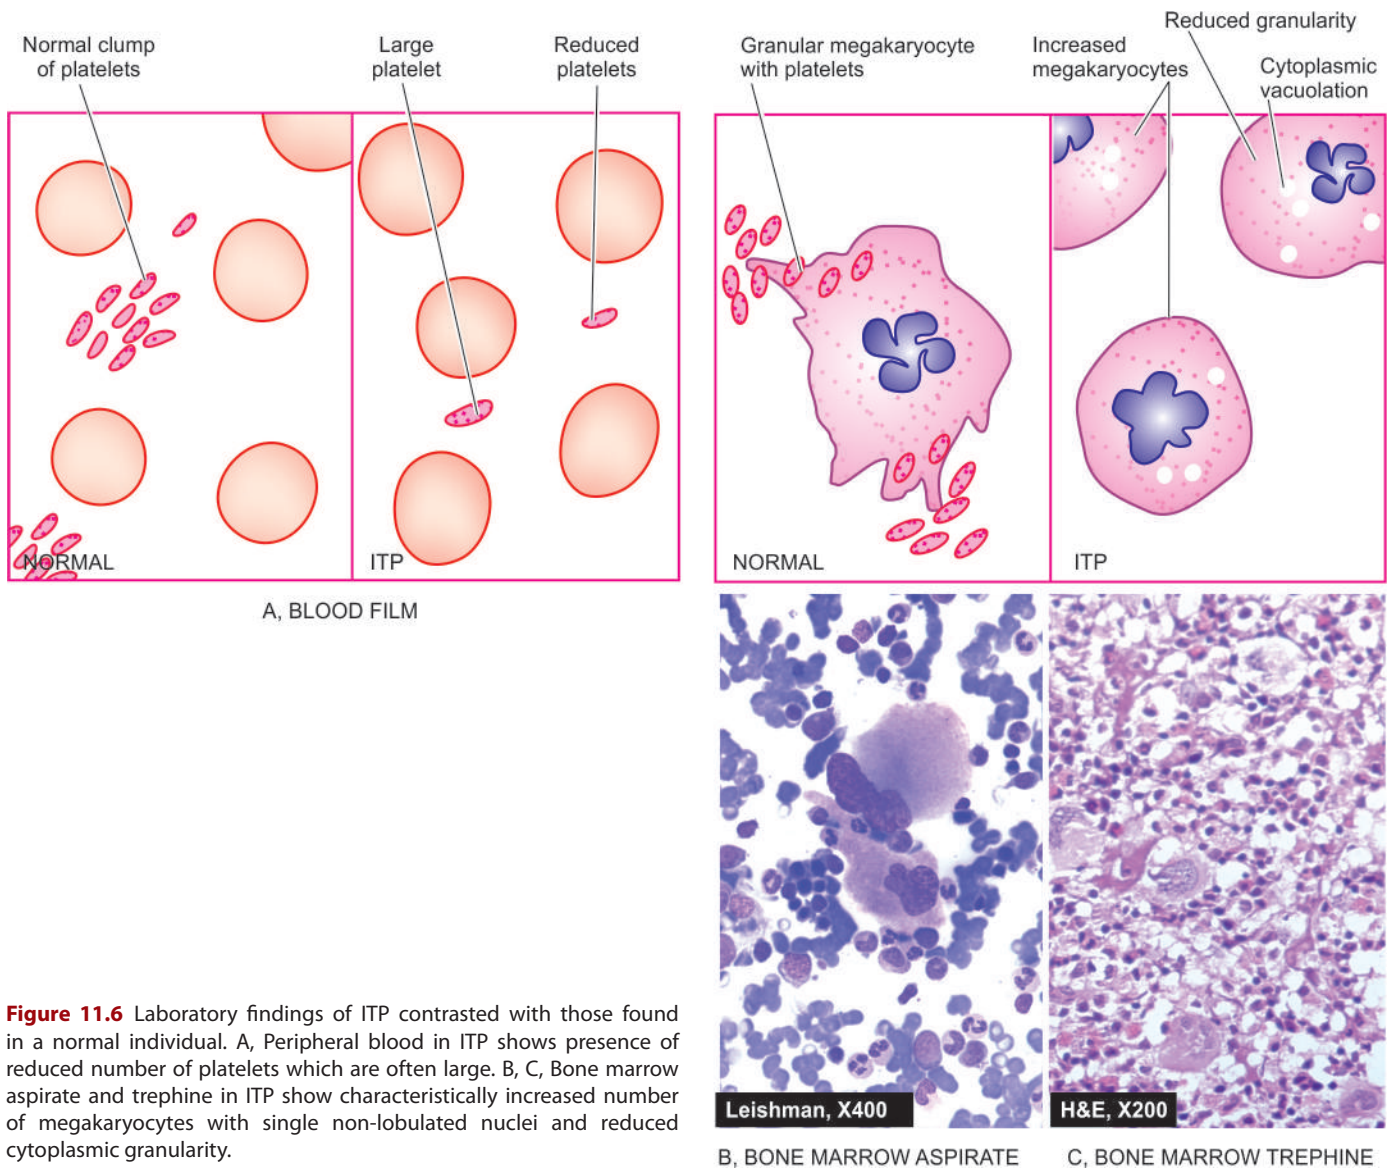 Normal clump
of platelets
Large
platelet
Reduced
platelets
NORMAL
ITP
A, BLOOD FILM
Granular megakaryocyte
with platelets
Increased
megakaryocytes
Reduced granularity
Cytoplasmic
vacuolation
NORMAL
ITP
Leishman, X400
H&E, X200
B, BONE MARROW ASPIRATE
C, BONE MARROW TREPHINE
Figure 11.6 Laboratory findings of ITP contrasted with those found
in a normal individual. A, Peripheral blood in ITP shows presence of
reduced number of platelets which are often large. B, C, Bone marrow
aspirate and trephine in ITP show characteristically increased number
of megakaryocytes with single non-lobulated nuclei and reduced
cytoplasmic granularity.